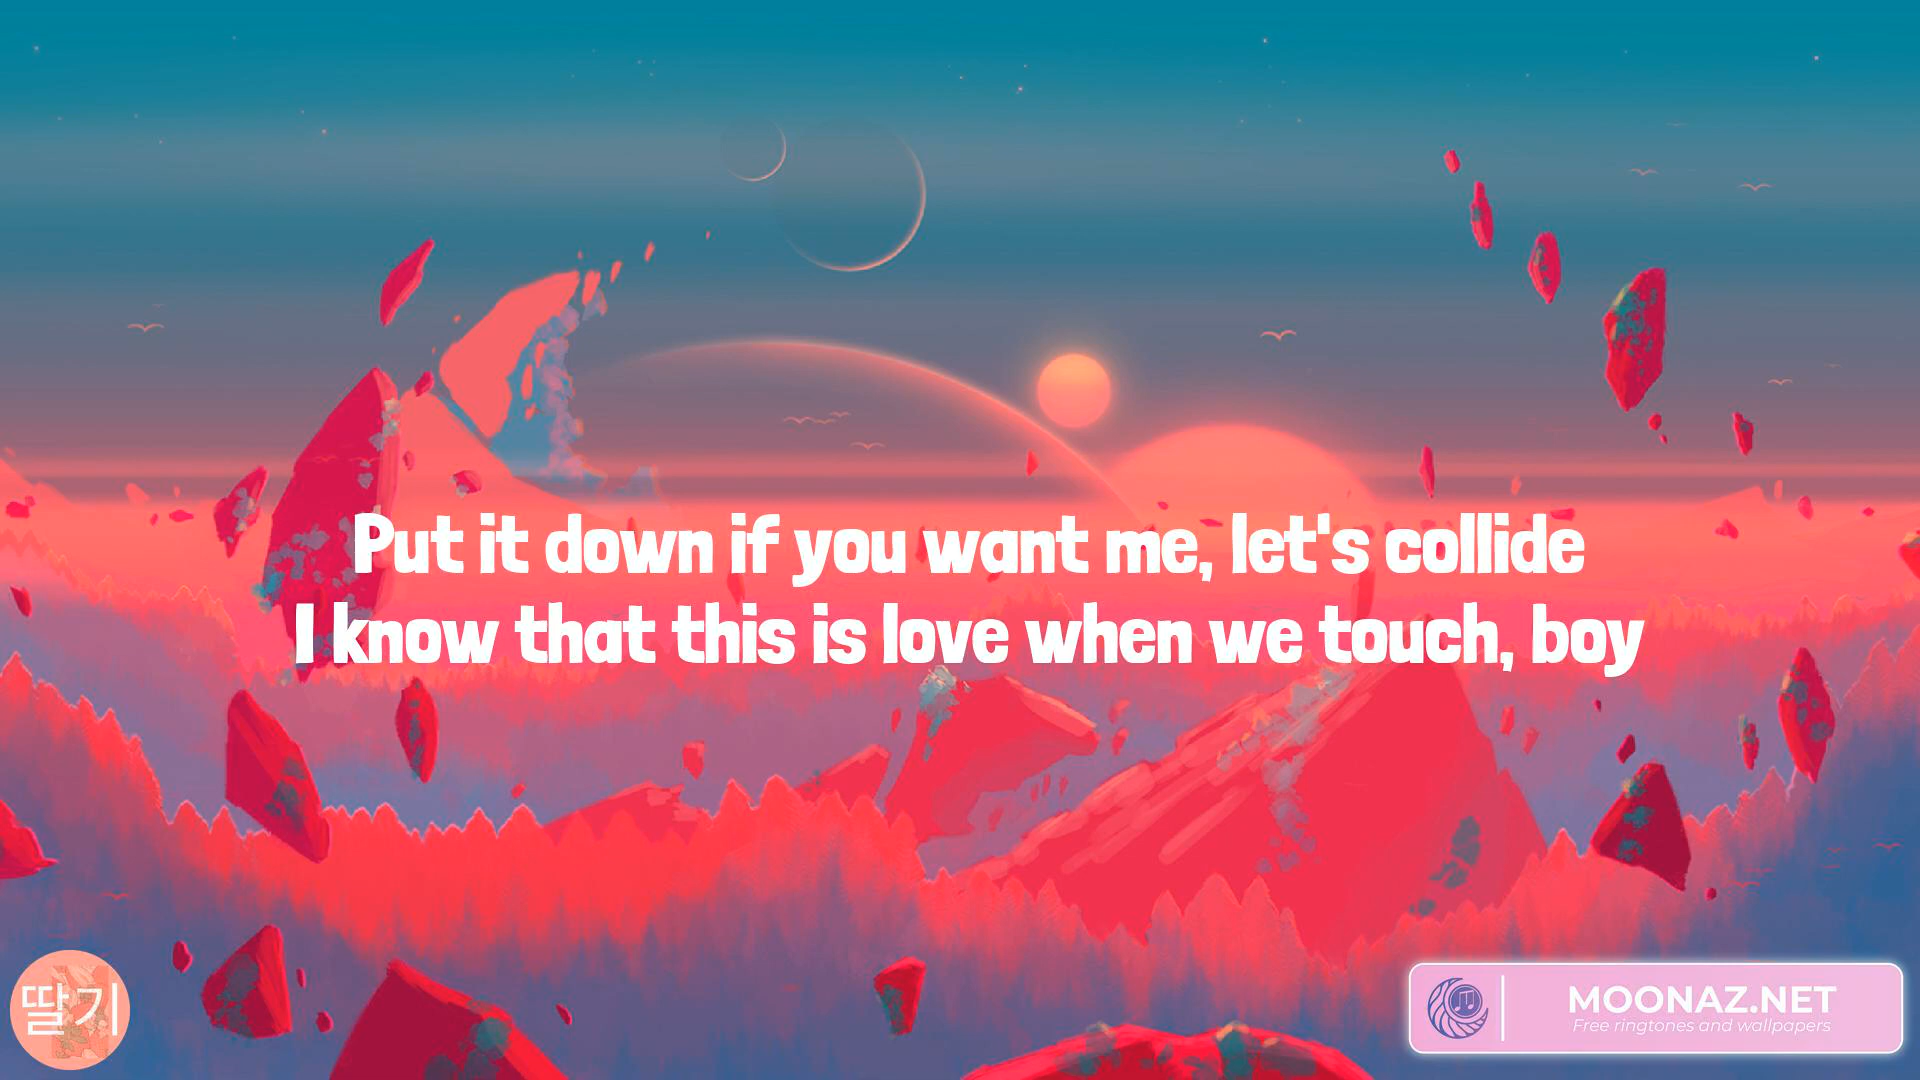 Put it down if you want me, let's collide
I know that this is love when we touch, boy
딸기
MOONAZ.NET
Free ringtones and wallpapers